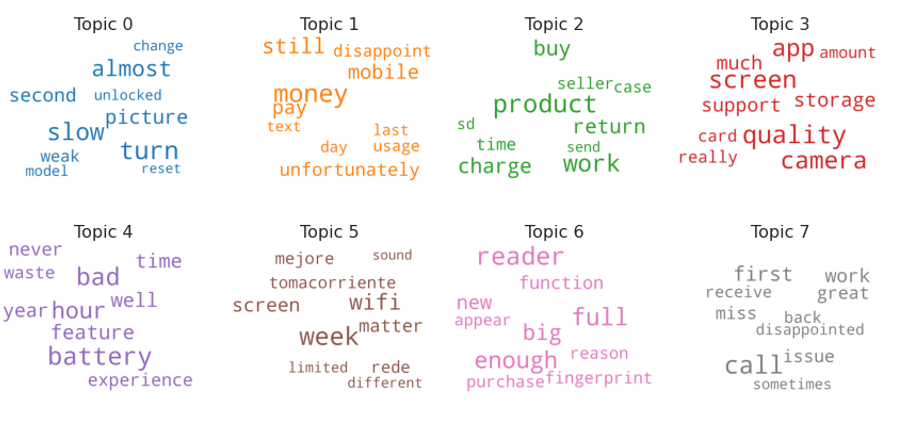 Topic 0
change
almost
second unlocked
picture
slow
turn
weak
model reset
Topic 1
still disappoint
mobile
money
pay
text
last
day usage
unfortunately
Topic 2
buy
seller case
product
sd return
time send
charge work
Topic 3
app amount
much
screen
support storage
card quality
really camera
Topic 4
never
time
waste bad
year hour well
feature
battery
experience
Topic 5
mejore sound
tomacorriente
screen wifi
week matter
limited rede
different
Topic 6
reader
function
new
appear full
big
enough reason
purchase fingerprint
Topic 7
first work
receive great
miss back
disappointed
call issue
sometimes